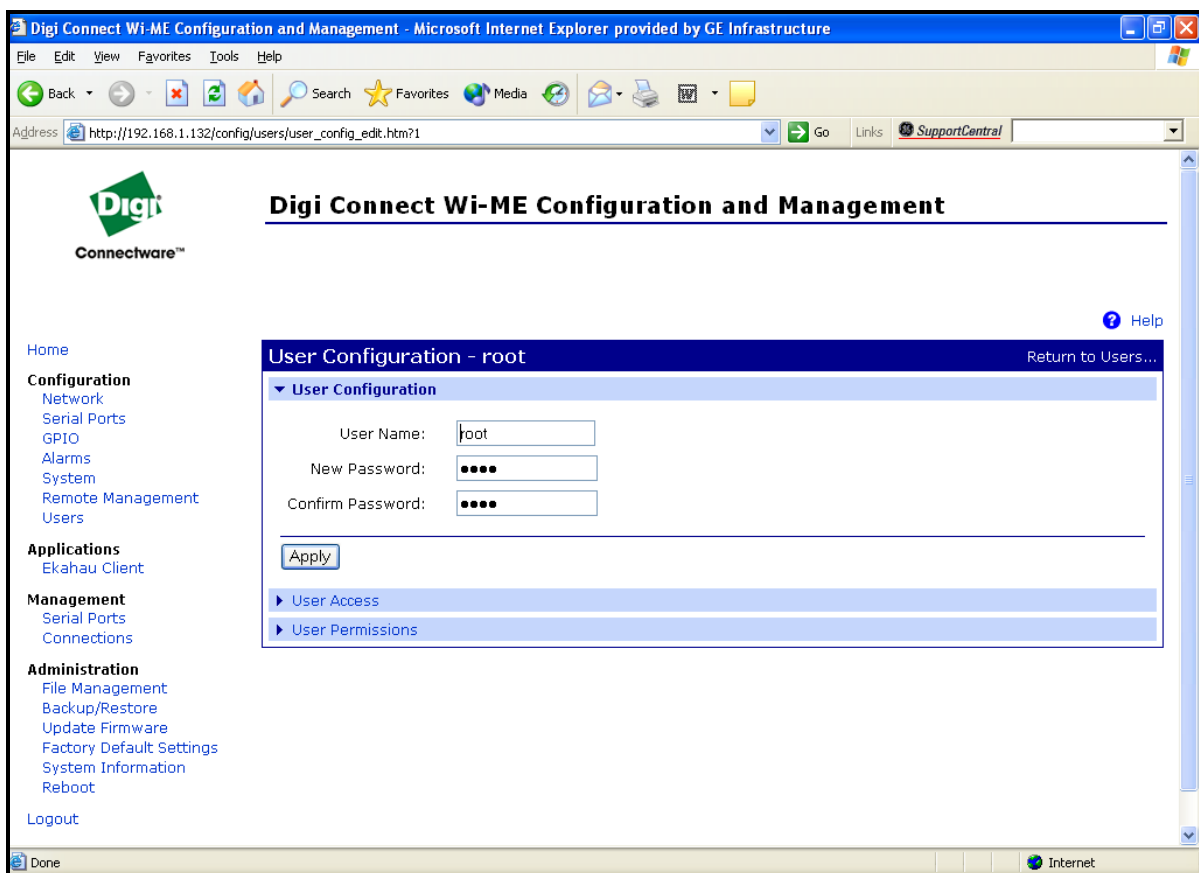 Digi Connect Wi-ME Configuration and Management - Microsoft Internet Explorer provided by GE Infrastructure
File Edit View Favorites Tools Help
Back Search Favorites Media
Address http://192.168.1.132/config/users/user_config_edit.htm?1 Go Links SupportCentral
Digi
Connectware™
Digi Connect Wi-ME Configuration and Management
Help
Home
Configuration
Network
Serial Ports
GPIO
Alarms
System
Remote Management
Users
Applications
Ekahau Client
Management
Serial Ports
Connections
Administration
File Management
Backup/Restore
Update Firmware
Factory Default Settings
System Information
Reboot
Logout
User Configuration - root Return to Users...
User Configuration
User Name: root
New Password: ●●●●
Confirm Password: ●●●●
Apply
User Access
User Permissions
Done Internet